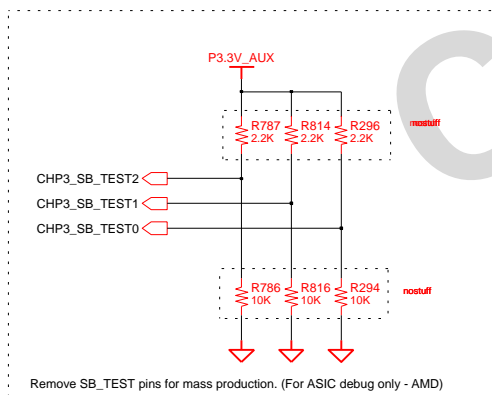 P3.3V_AUX
R787 R814 R296 nostuff
2.2K 2.2K 2.2K
CHP3_SB_TEST2
CHP3_SB_TEST1
CHP3_SB_TEST0
R786 R816 R294 nostuff
10K 10K 10K
Remove SB_TEST pins for mass production. (For ASIC debug only - AMD)